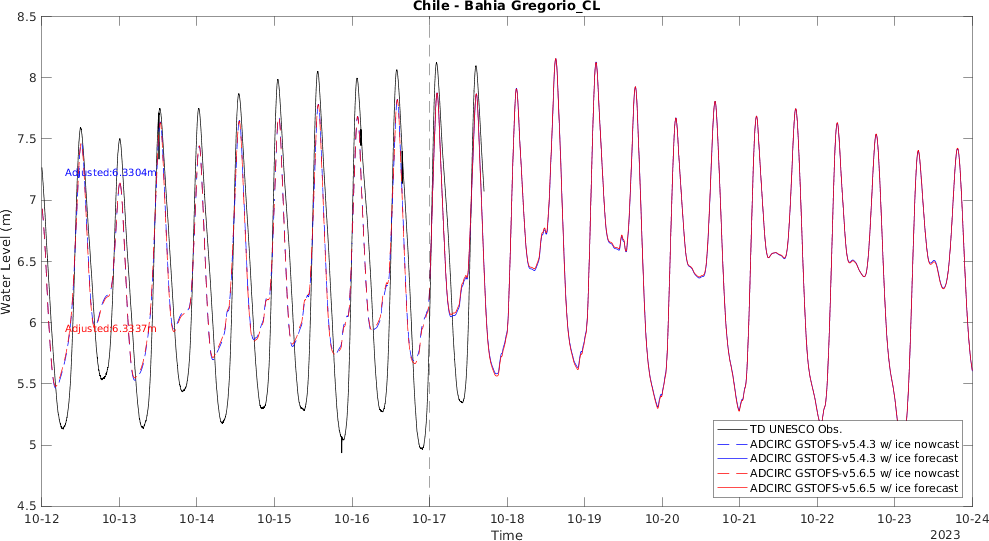 Chile - Bahia Gregorio_CL
8.5
8
7.5
7
6.5
6
5.5
5
4.5
Water Level (m)
Adjusted:6.3304m
Adjusted:6.3337m
TD UNESCO Obs.
ADCIRC GSTOFS-v5.4.3 w/ ice nowcast
ADCIRC GSTOFS-v5.4.3 w/ ice forecast
ADCIRC GSTOFS-v5.6.5 w/ ice nowcast
ADCIRC GSTOFS-v5.6.5 w/ ice forecast
10-12 10-13 10-14 10-15 10-16 10-17 10-18 10-19 10-20 10-21 10-22 10-23 10-24
Time
2023